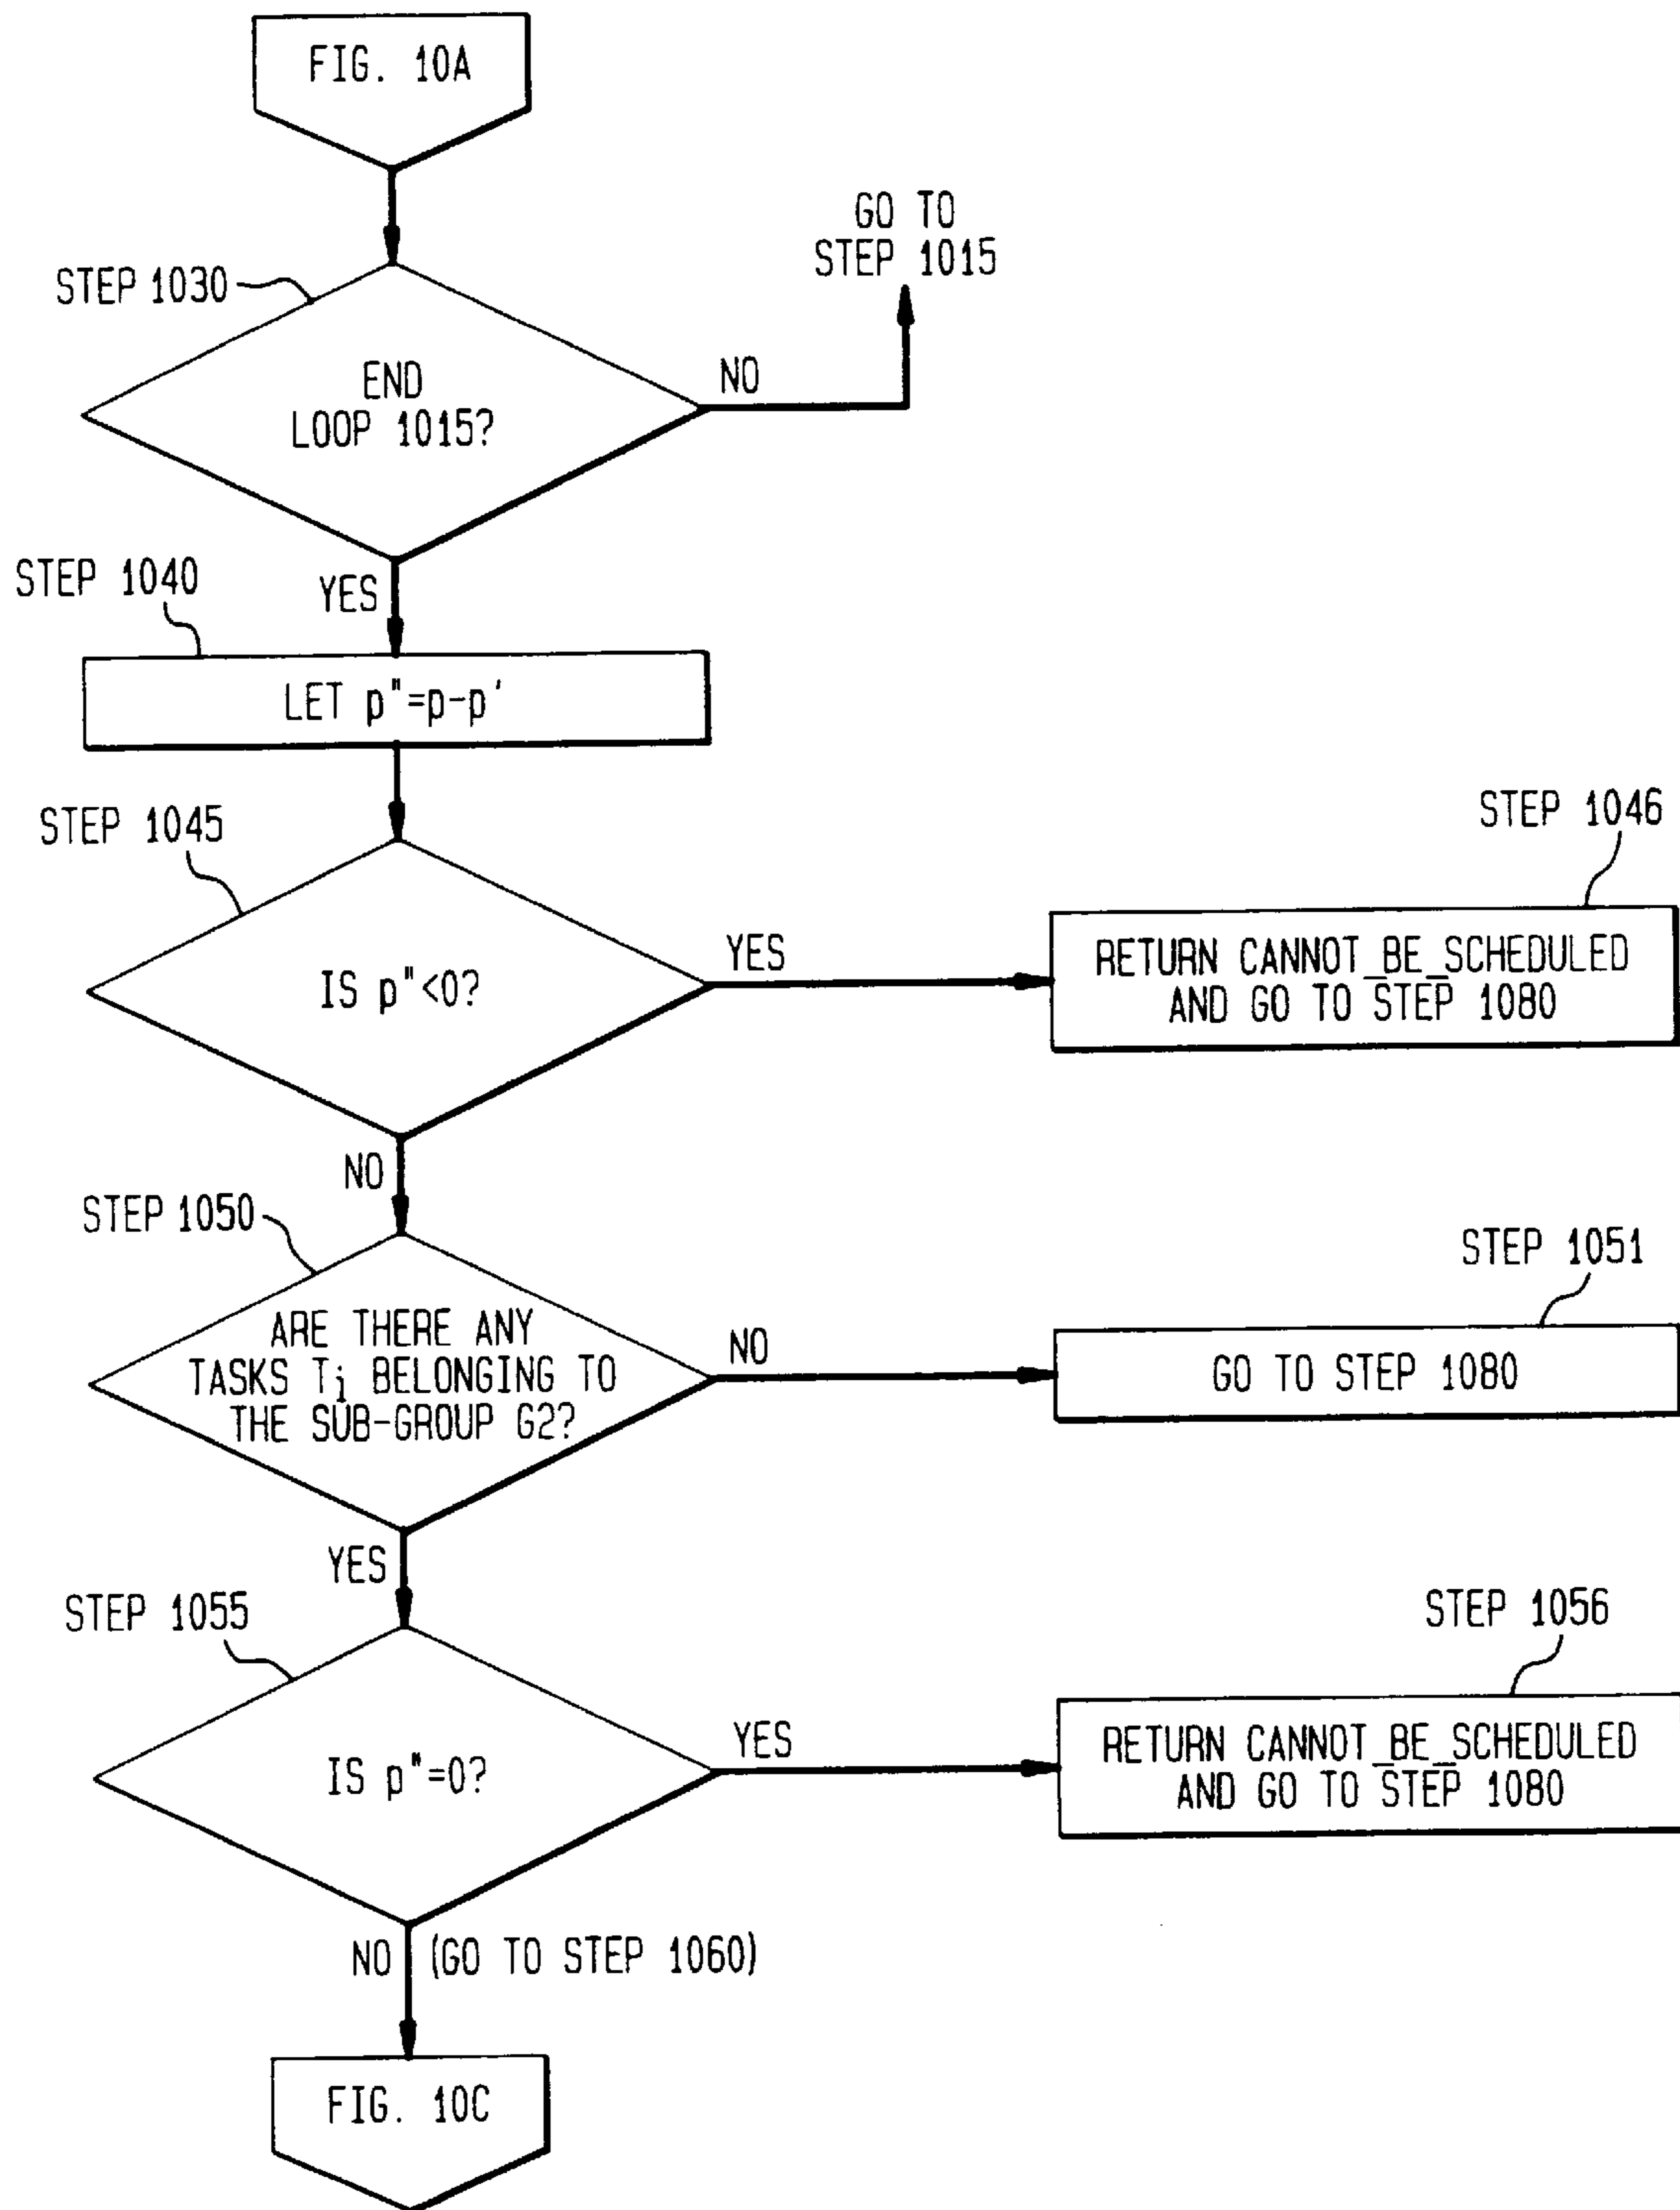 FIG. 10A
GO TO
STEP 1015
STEP 1030
END
LOOP 1015?
NO
YES
STEP 1040
LET p"=p-p'
STEP 1045
IS p"<0?
YES
STEP 1046
RETURN CANNOT_BE_SCHEDULED
AND GO TO STEP 1080
NO
STEP 1050
ARE THERE ANY
TASKS Ti BELONGING TO
THE SUB-GROUP G2?
NO
STEP 1051
GO TO STEP 1080
YES
STEP 1055
IS p"=0?
YES
STEP 1056
RETURN CANNOT_BE_SCHEDULED
AND GO TO STEP 1080
NO (GO TO STEP 1060)
FIG. 10C